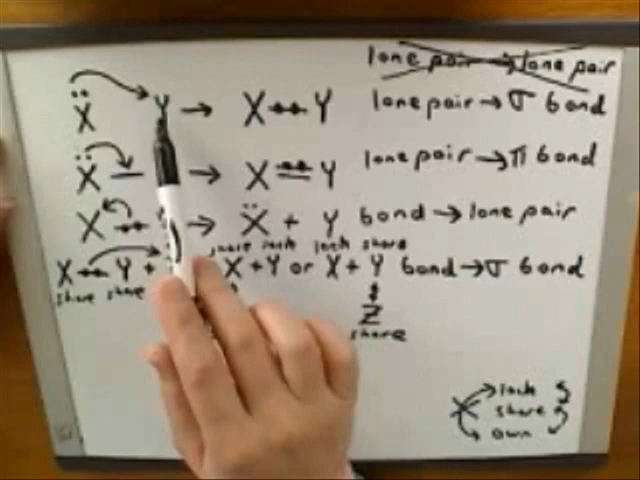 lone pair → lone pair
Ẍ Y → X •• Y lone pair → σ bond
Ẍ — → X = Y lone pair → π bond
X •• → Ẍ + Y bond → lone pair
share lack lack share
X •• Y + X + Y or X + Y bond → σ bond
share share
Z
share
X lack
share
own